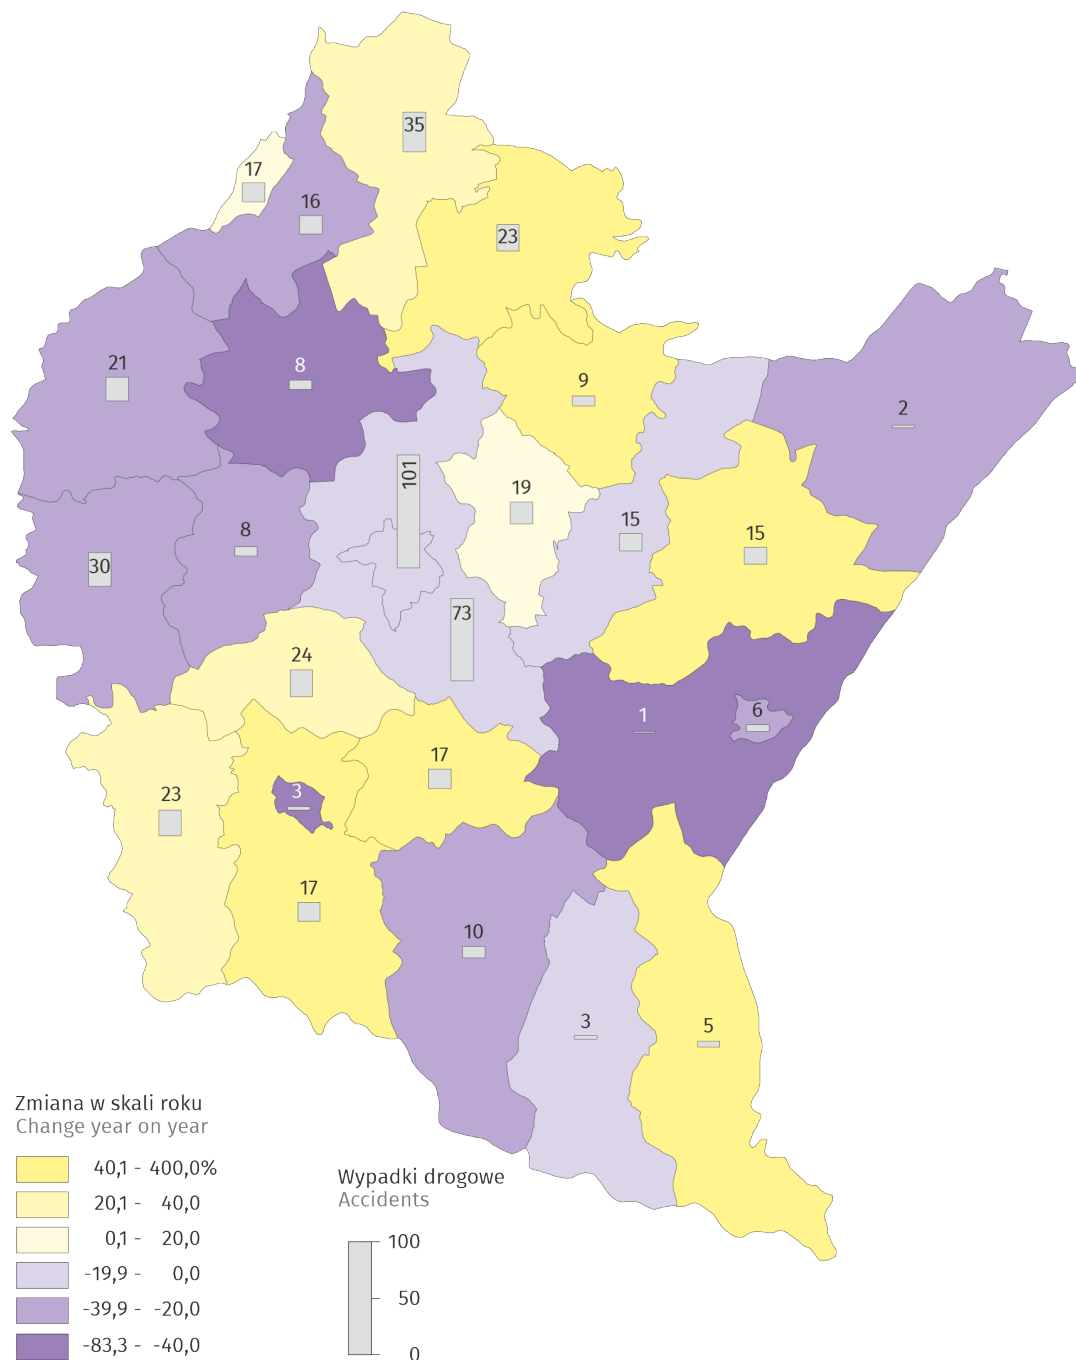 35
17
16
23
21
8
9
2
101
19
15
15
8
30
73
24
1
6
17
3
23
17
10
3
5
Zmiana w skali roku
Change year on year
40,1 - 400,0%
20,1 - 40,0
0,1 - 20,0
-19,9 - 0,0
-39,9 - -20,0
-83,3 - -40,0
Wypadki drogowe
Accidents
100
50
0